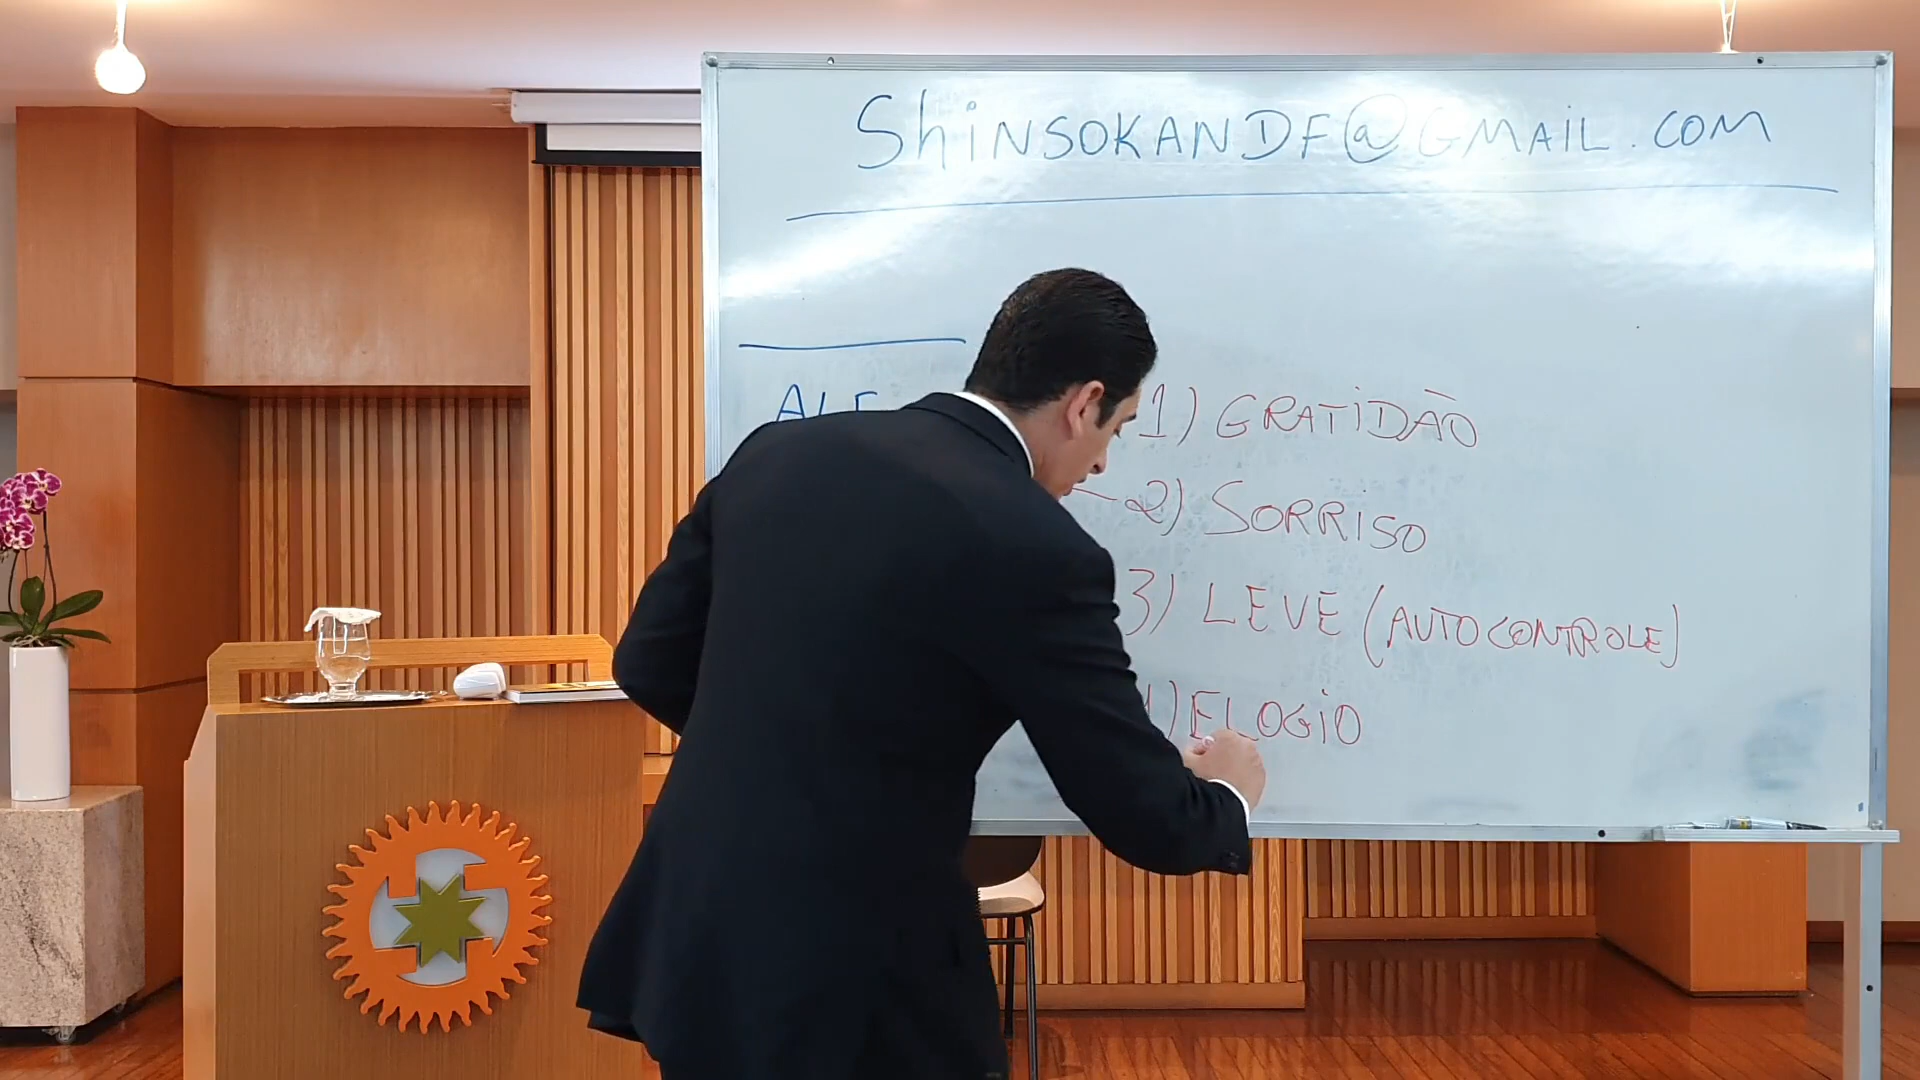 ShinSOKANDF@GMAiL.COM
1) GRATiDÃO
2) SORRiSO
3) LEVE (AUTOCONTROLE)
ELOGiO